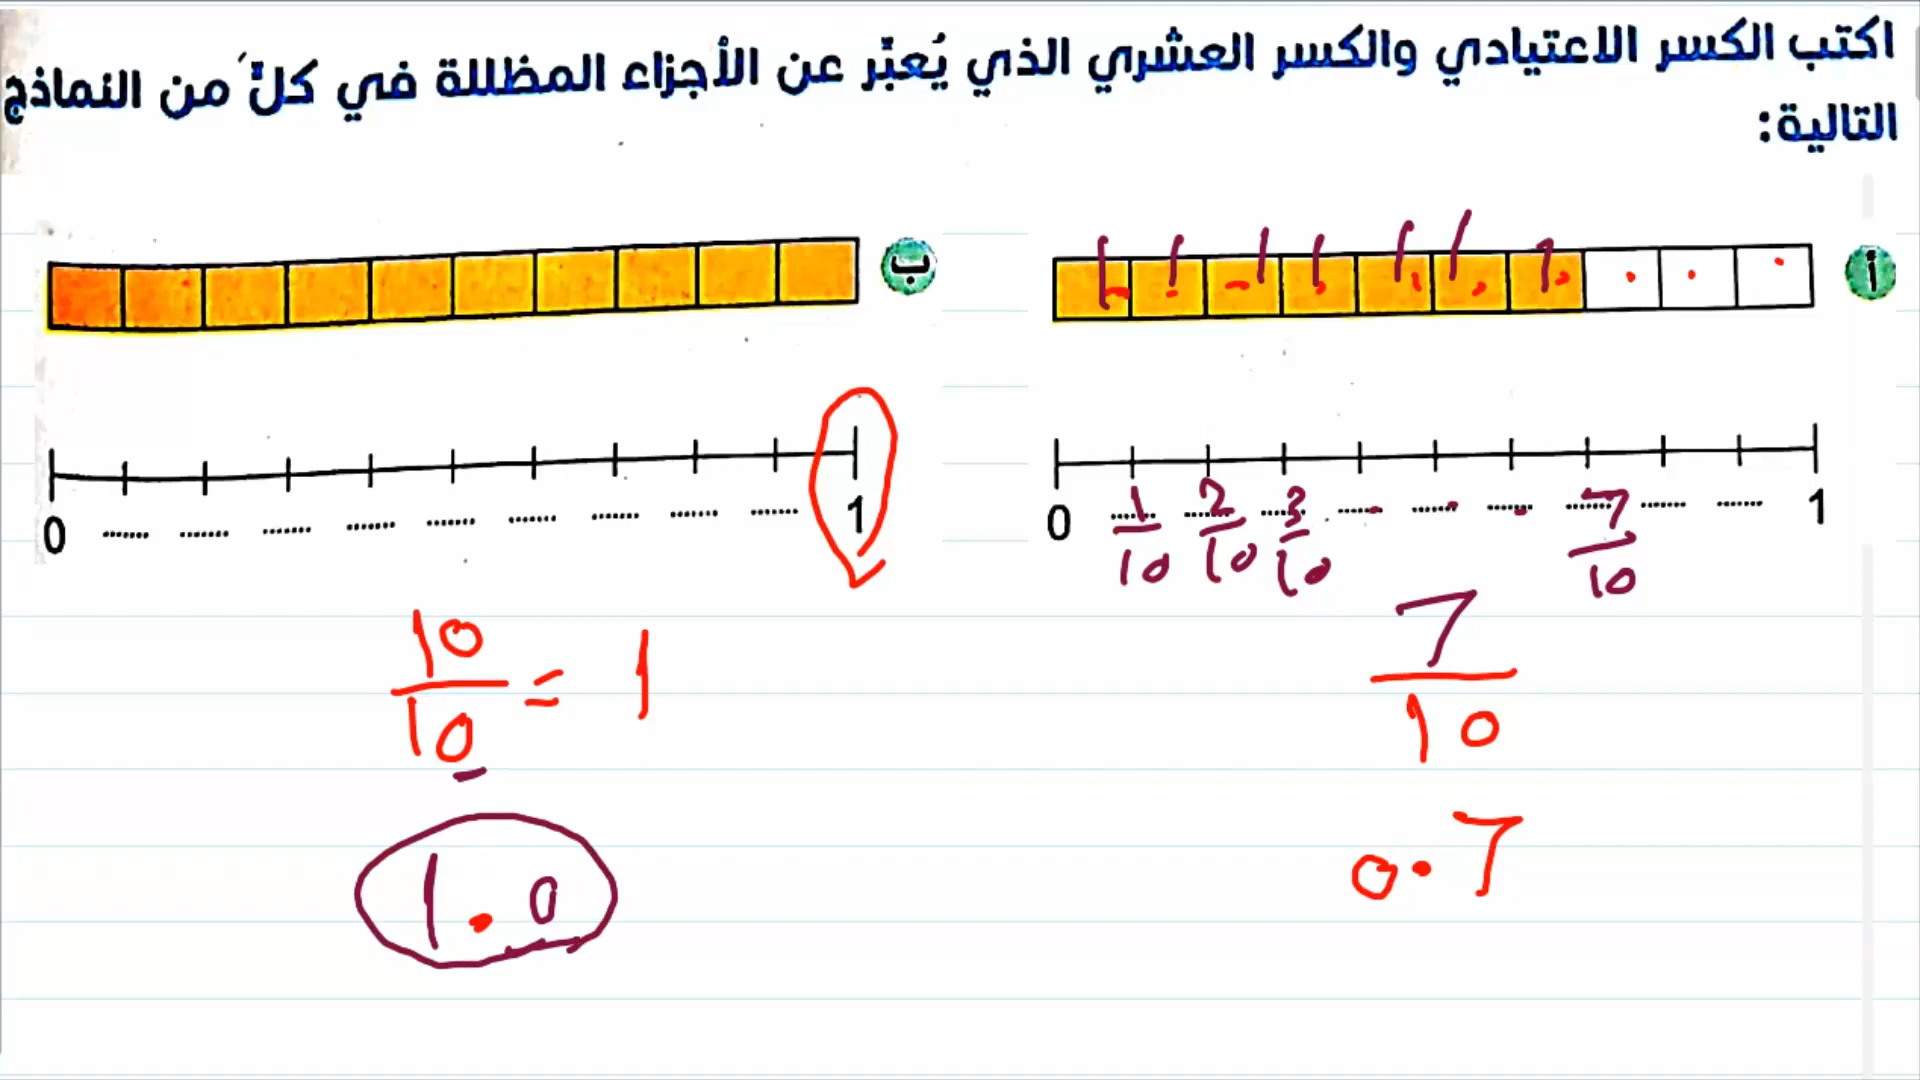 اكتب الكسر الاعتيادي والكسر العشري الذي يُعبِّر عن الأجزاء المظللة في كلٍّ من النماذج
التالية:
أ
0 1/10 2/10 3/10 7/10 1
7/10
0.7
ب
0 1
10/10 = 1
1.0